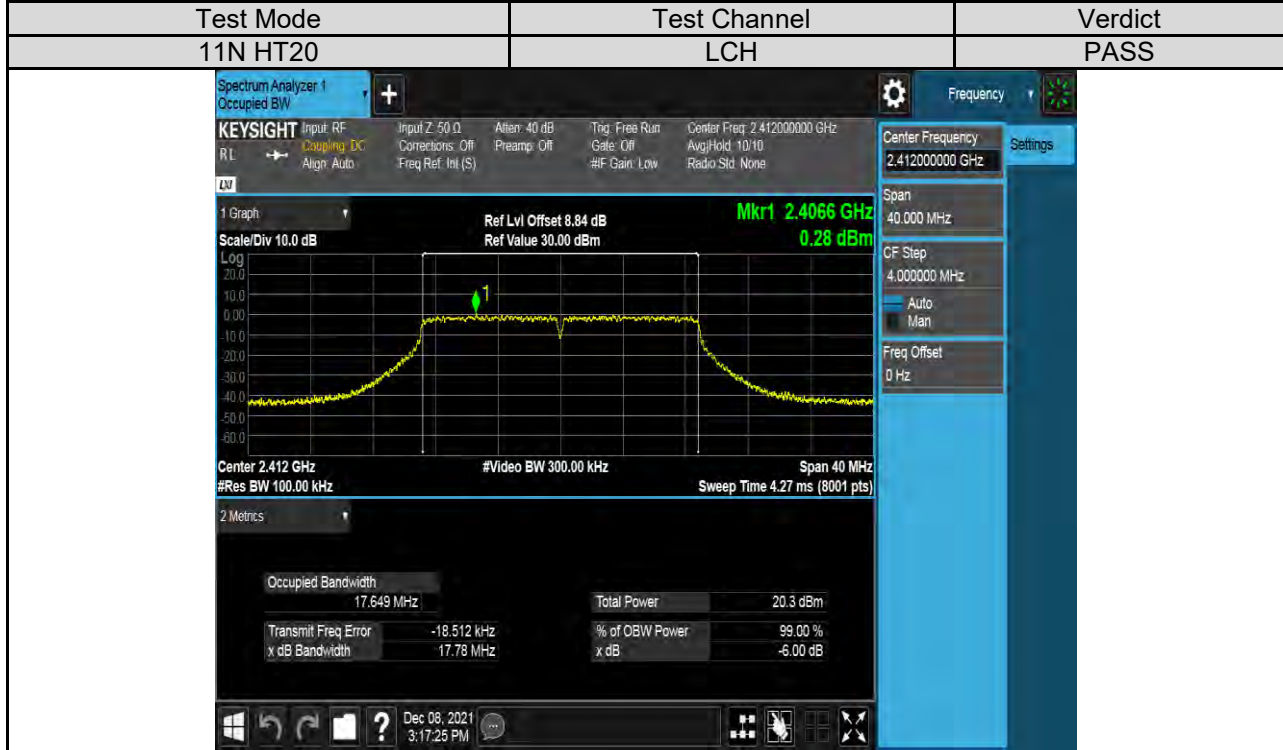 Test Mode Test Channel Verdict
11N HT20 LCH PASS
Spectrum Analyzer 1
Occupied BW
+
Frequency
KEYSIGHT Input: RF Input Z: 50 Ω Atten: 40 dB Trig: Free Run Center Freq: 2.412000000 GHz
RL Coupling: DC Corrections: Off Preamp: Off Gate: Off Avg|Hold: 10/10
Align: Auto Freq Ref: Int (S) #IF Gain: Low Radio Std: None
LXI
Center Frequency
2.412000000 GHz
Settings
Span
40.000 MHz
CF Step
4.000000 MHz
Auto
Man
Freq Offset
0 Hz
1 Graph
Ref Lvl Offset 8.84 dB Mkr1 2.4066 GHz
Scale/Div 10.0 dB Ref Value 30.00 dBm 0.28 dBm
Log
20.0
10.0
1
0.00
-10.0
-20.0
-30.0
-40.0
-50.0
-60.0
Center 2.412 GHz #Video BW 300.00 kHz Span 40 MHz
#Res BW 100.00 kHz Sweep Time 4.27 ms (8001 pts)
2 Metrics
Occupied Bandwidth
17.649 MHz Total Power 20.3 dBm
Transmit Freq Error -18.512 kHz % of OBW Power 99.00 %
x dB Bandwidth 17.78 MHz x dB -6.00 dB
? Dec 08, 2021
3:17:25 PM